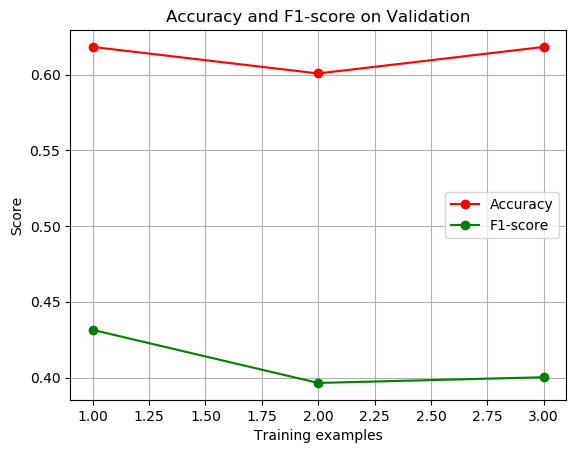 Accuracy and F1-score on Validation
Score
0.60
0.55
0.50
0.45
0.40
Accuracy
F1-score
1.00 1.25 1.50 1.75 2.00 2.25 2.50 2.75 3.00
Training examples